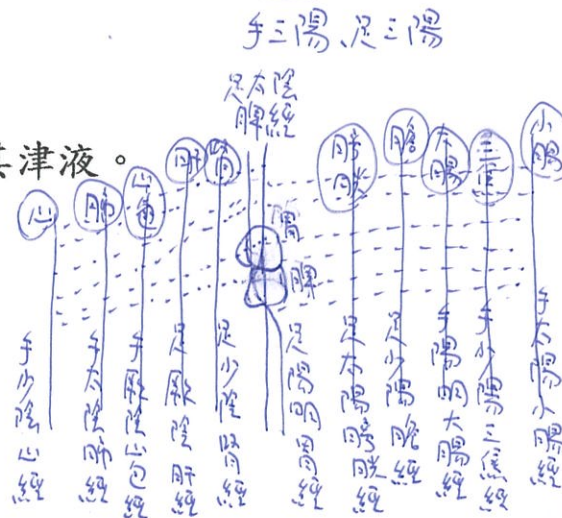 手三陽、足三陽
足太陰
脾經
其津液。
心
肺
心包
肝
腎
膀胱
膽
大腸
三焦
小腸
胃
脾
手少陰心經
手太陰肺經
手厥陰心包經
足厥陰肝經
足少陰腎經
足陽明胃經
足太陽膀胱經
足少陽膽經
手陽明大腸經
手少陽三焦經
手太陽小腸經